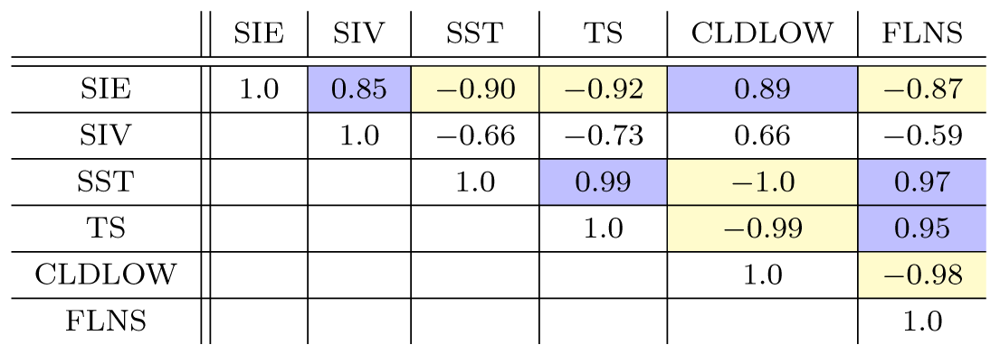 SIE SIV SST TS CLDLOW FLNS
SIE 1.0 0.85 −0.90 −0.92 0.89 −0.87
SIV 1.0 −0.66 −0.73 0.66 −0.59
SST 1.0 0.99 −1.0 0.97
TS 1.0 −0.99 0.95
CLDLOW 1.0 −0.98
FLNS 1.0